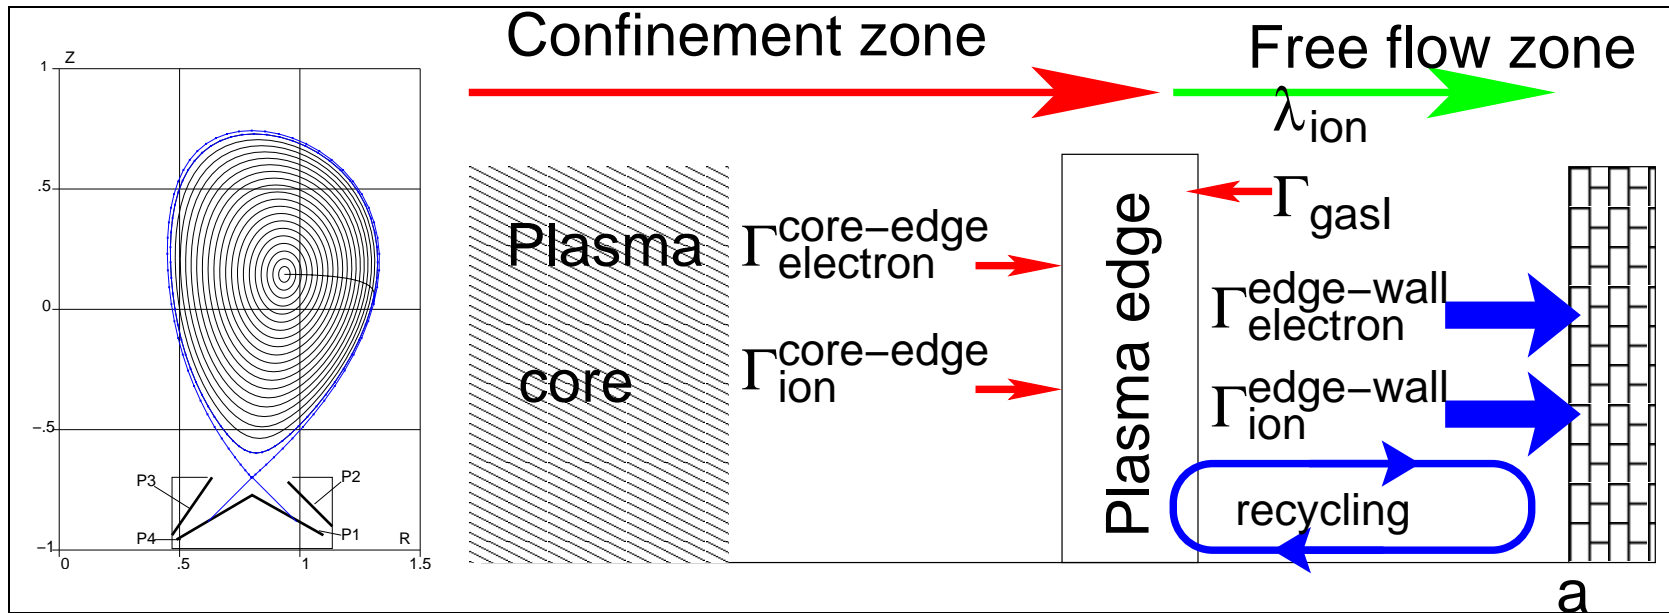 Confinement zone
Free flow zone
λion
Z
1
.5
0
−.5
−1
0
.5
1
1.5
R
P3
P2
P4
P1
Plasma
core
Γcore−edge
electron
Γcore−edge
ion
Plasma edge
ΓgasI
Γedge−wall
electron
Γedge−wall
ion
recycling
a